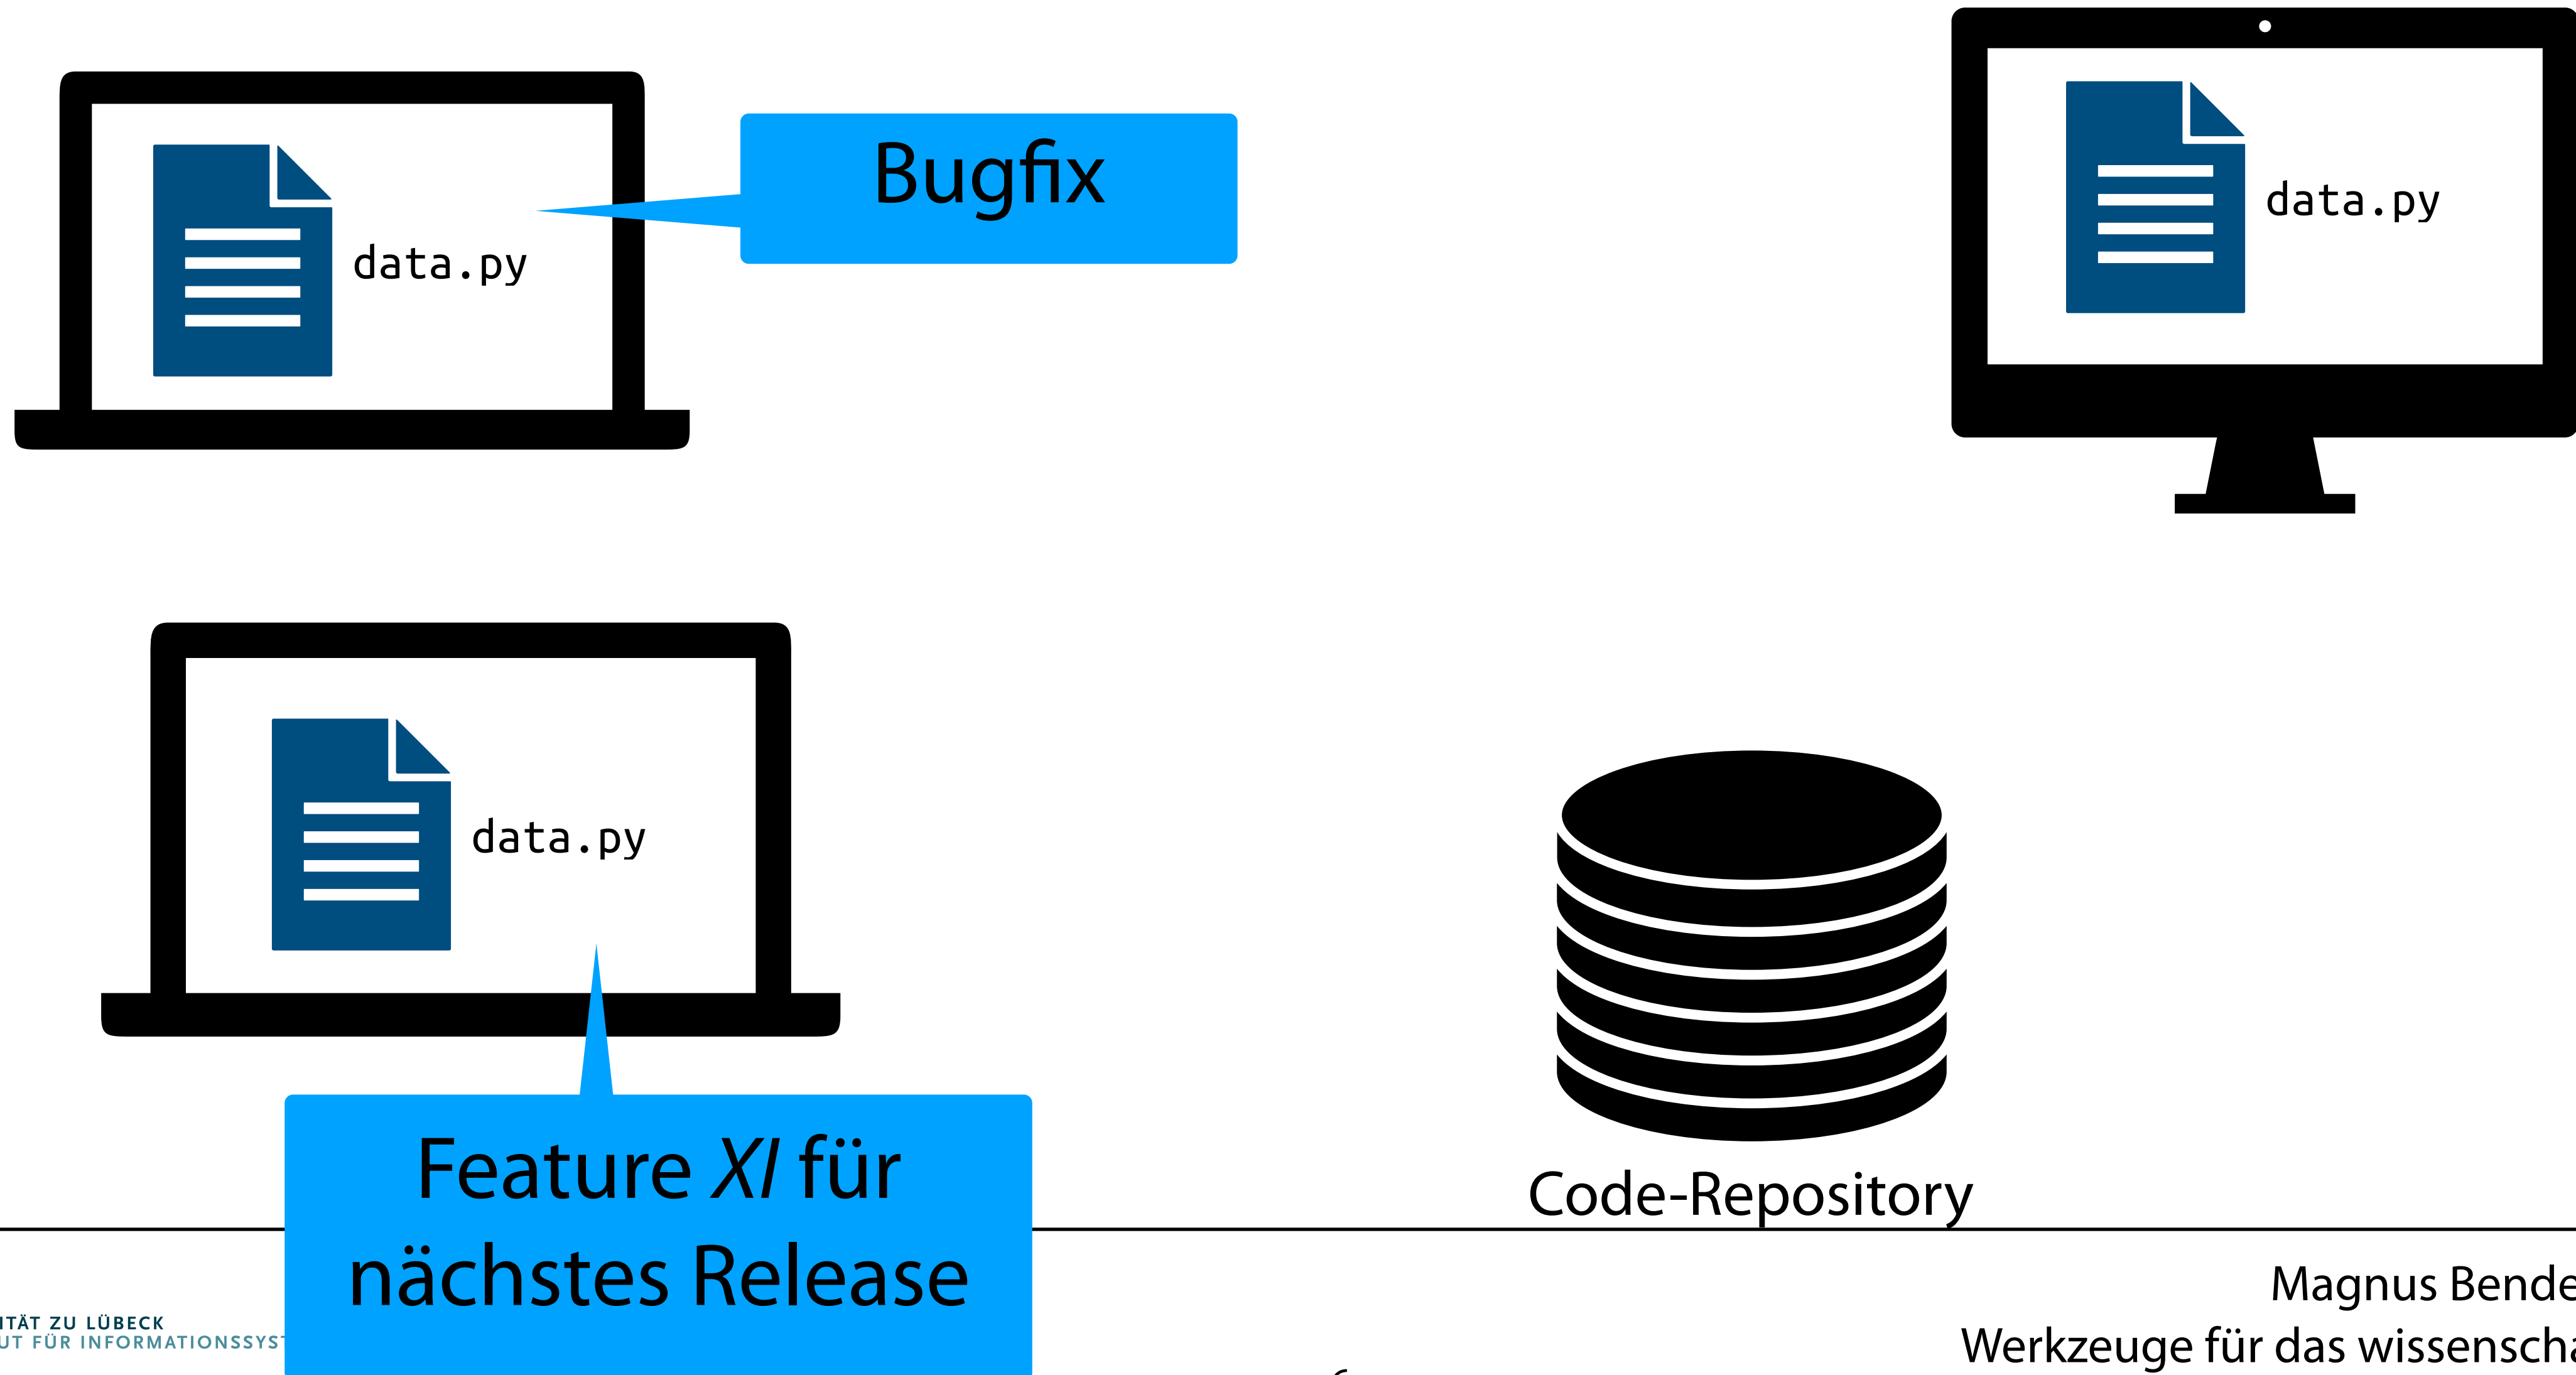 Bugfix
data.py
data.py
data.py
Feature XI für
nächstes Release
Code-Repository
ITÄT ZU LÜBECK
UT FÜR INFORMATIONSSYS
Magnus Bende
Werkzeuge für das wissenscha